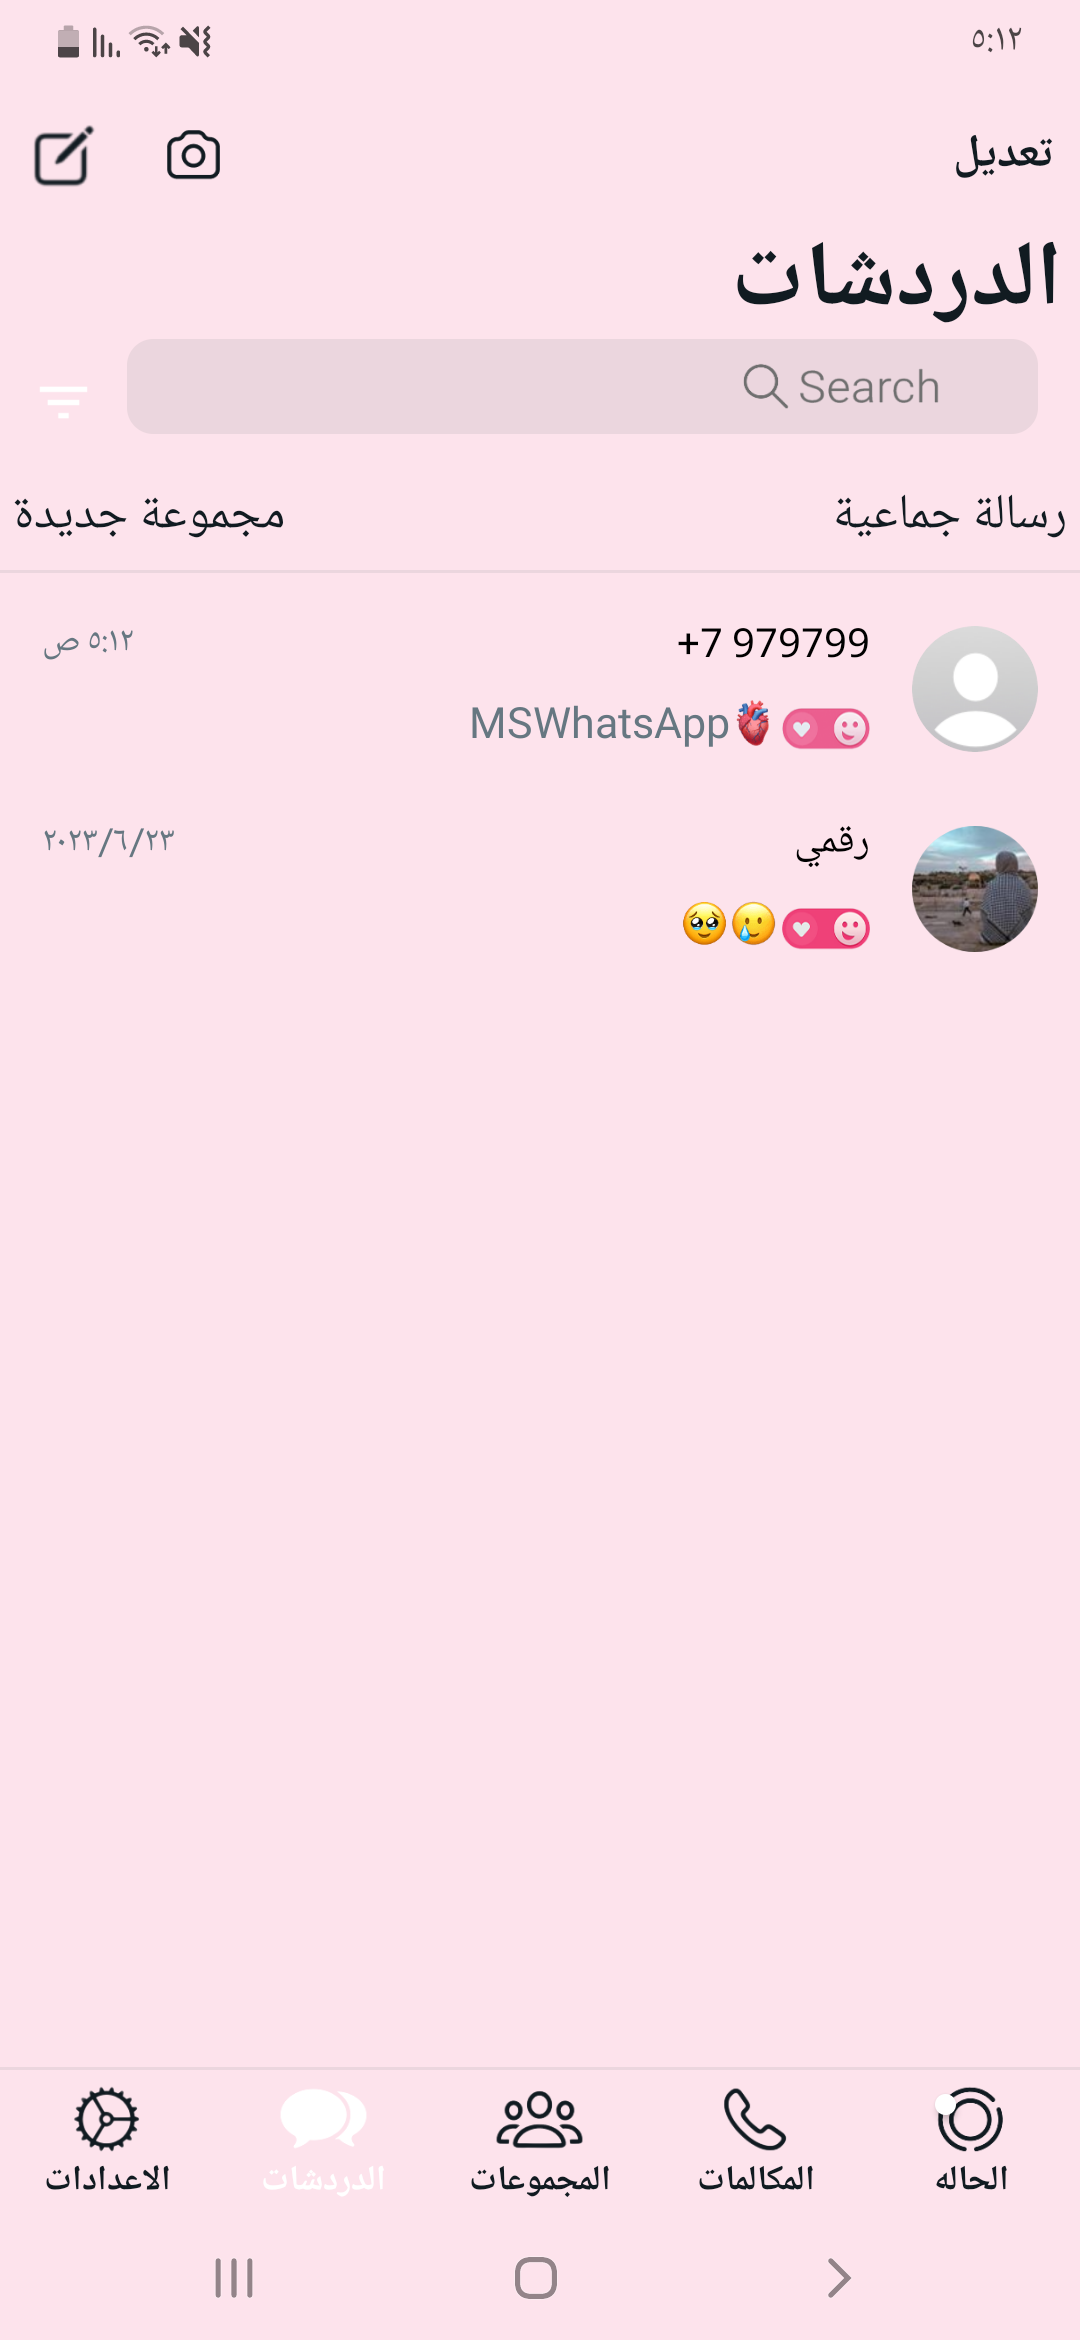 ٥:١٢
تعديل
الدردشات
Search
رسالة جماعية
مجموعة جديدة
+7 979799
٥:١٢ ص
MSWhatsApp🫀
رقمي
٢٠٢٣/٦/٢٣
🥲🥹
الحاله
المكالمات
المجموعات
الدردشات
الاعدادات